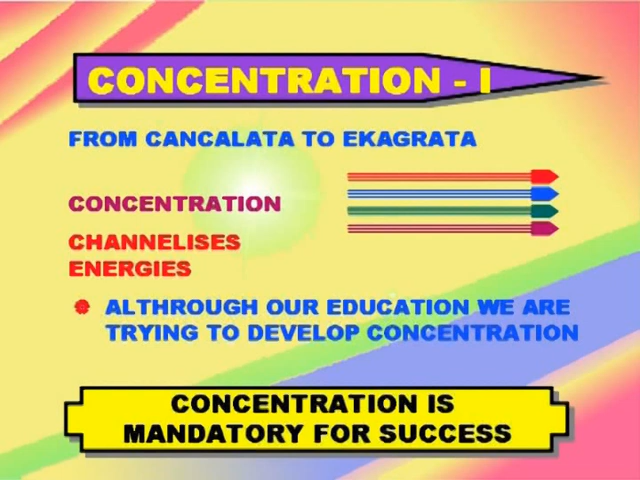 CONCENTRATION - I
FROM CANCALATA TO EKAGRATA
CONCENTRATION
CHANNELISES
ENERGIES
ALTHROUGH OUR EDUCATION WE ARE
TRYING TO DEVELOP CONCENTRATION
CONCENTRATION IS
MANDATORY FOR SUCCESS